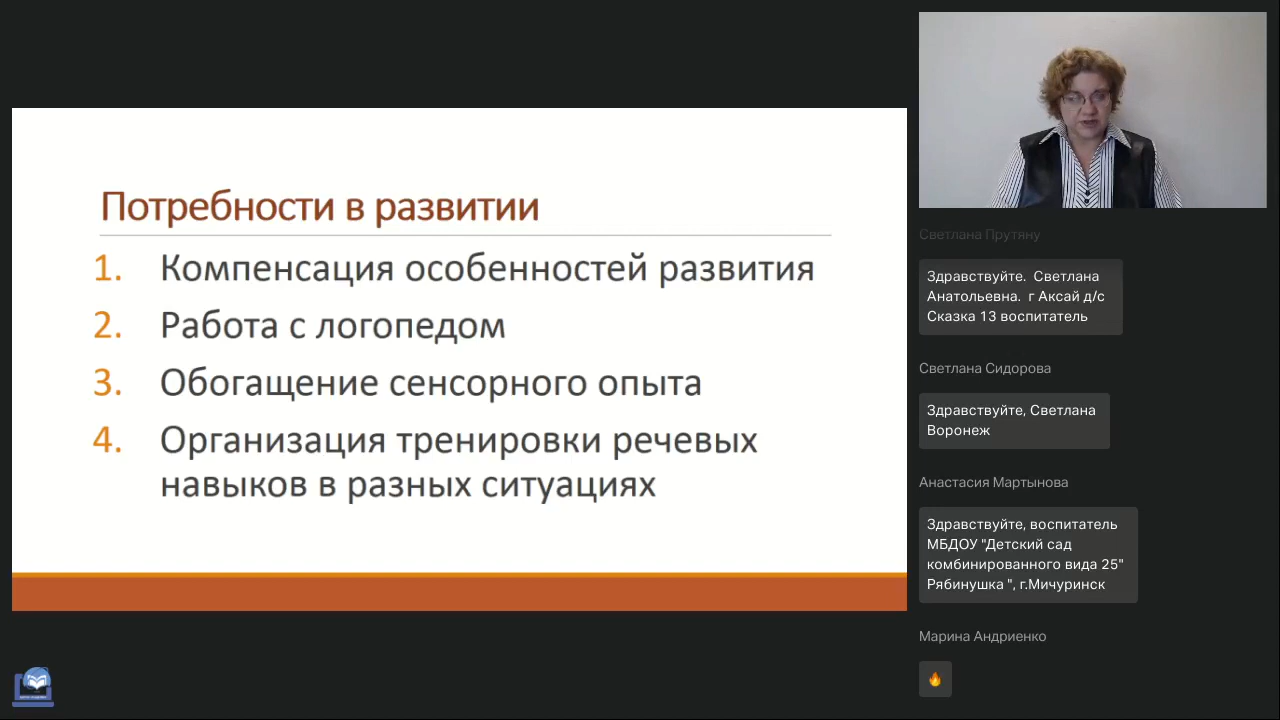 Потребности в развитии
1. Компенсация особенностей развития
2. Работа с логопедом
3. Обогащение сенсорного опыта
4. Организация тренировки речевых
навыков в разных ситуациях
Светлана Прутяну
Здравствуйте.  Светлана
Анатольевна.  г Аксай д/с
Сказка 13 воспитатель
Светлана Сидорова
Здравствуйте, Светлана
Воронеж
Анастасия Мартынова
Здравствуйте, воспитатель
МБДОУ "Детский сад
комбинированного вида 25"
Рябинушка ", г.Мичуринск
Марина Андриенко
🔥